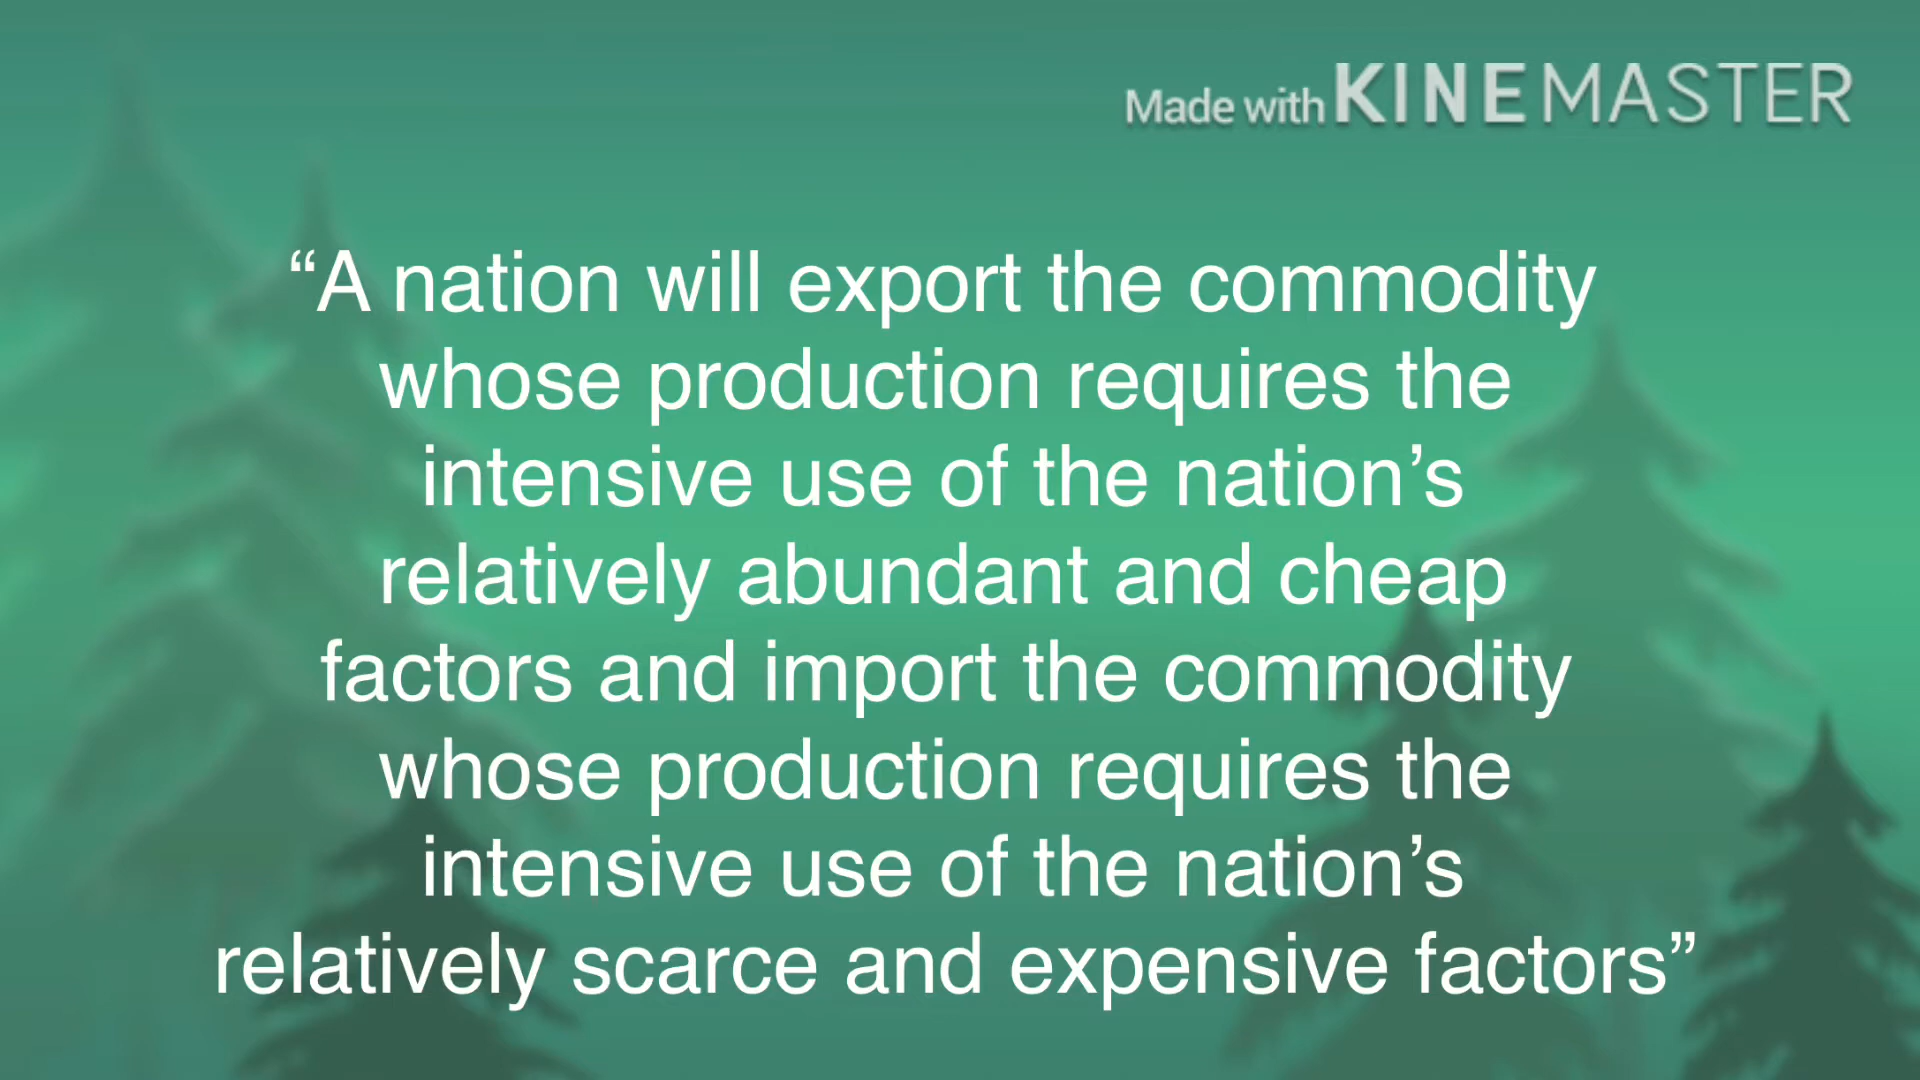 Made with KINEMASTER
“A nation will export the commodity
whose production requires the
intensive use of the nation’s
relatively abundant and cheap
factors and import the commodity
whose production requires the
intensive use of the nation’s
relatively scarce and expensive factors”